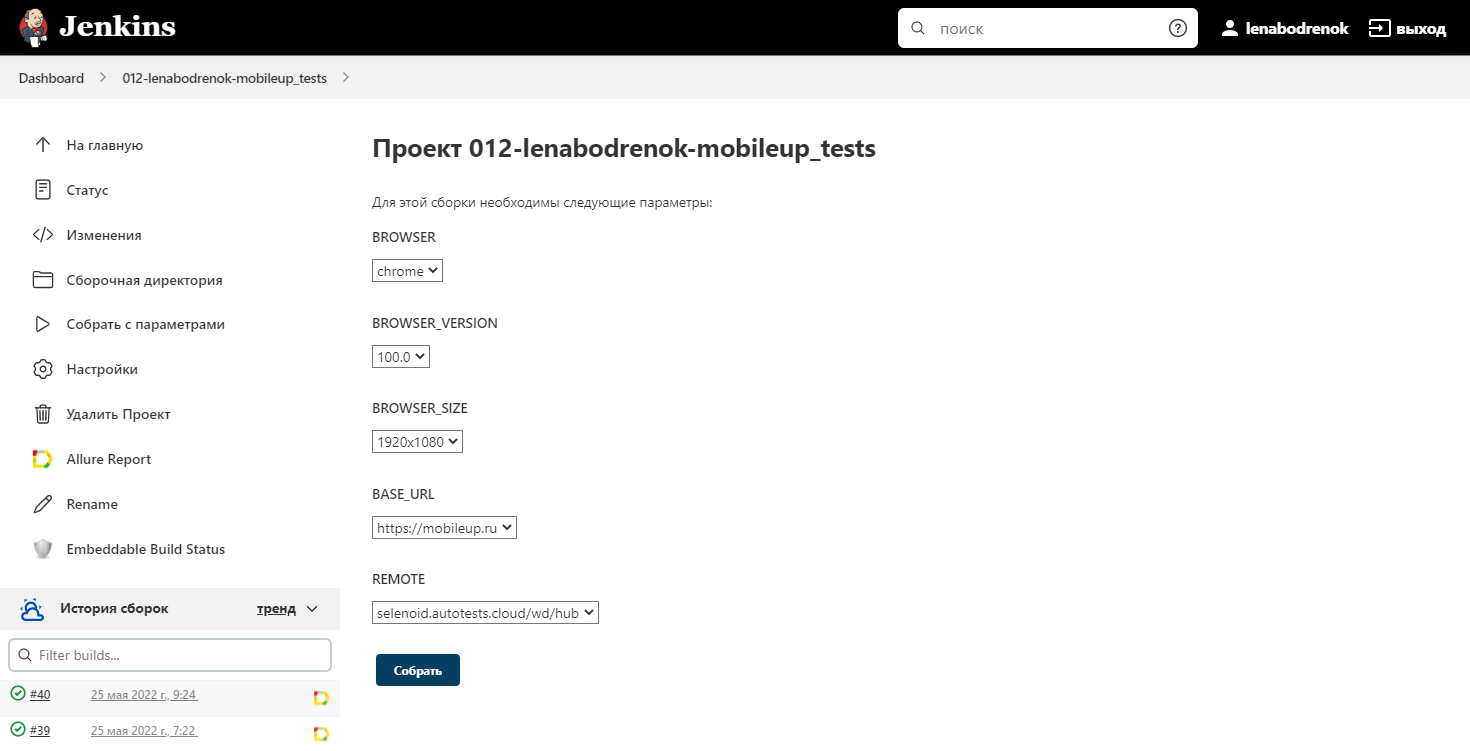 Jenkins
поиск
lenabodrenok
выход
Dashboard
012-lenabodrenok-mobileup_tests
На главную
Статус
Изменения
Сборочная директория
Собрать с параметрами
Настройки
Удалить Проект
Allure Report
Rename
Embeddable Build Status
История сборок
тренд
Filter builds...
#40
25 мая 2022 г., 9:24
#39
25 мая 2022 г., 7:22
Проект 012-lenabodrenok-mobileup_tests
Для этой сборки необходимы следующие параметры:
BROWSER
chrome
BROWSER_VERSION
100.0
BROWSER_SIZE
1920x1080
BASE_URL
https://mobileup.ru
REMOTE
selenoid.autotests.cloud/wd/hub
Собрать